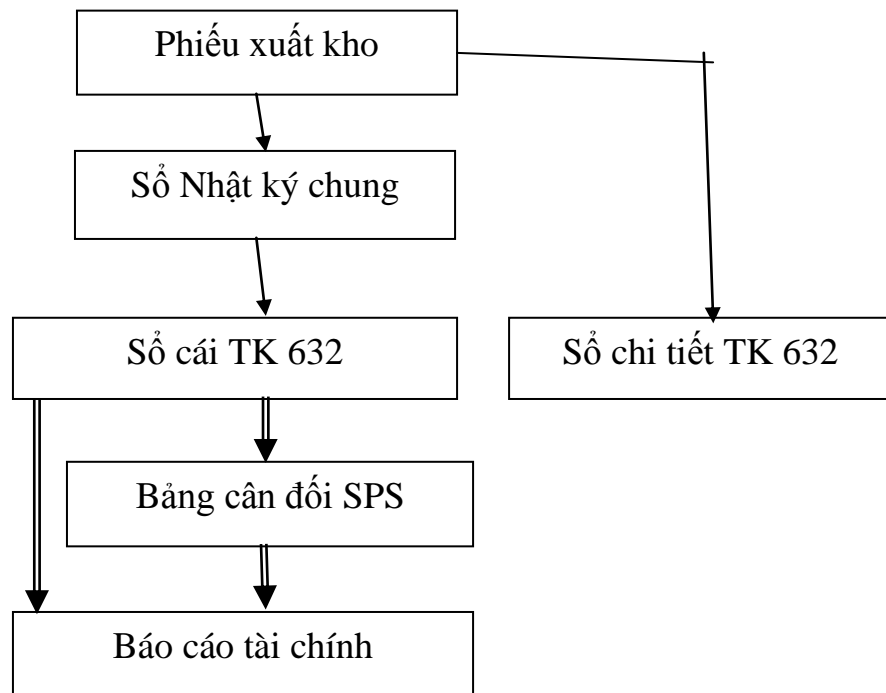 Phiếu xuất kho
Sổ Nhật ký chung
Sổ cái TK 632
Sổ chi tiết TK 632
Bảng cân đối SPS
Báo cáo tài chính